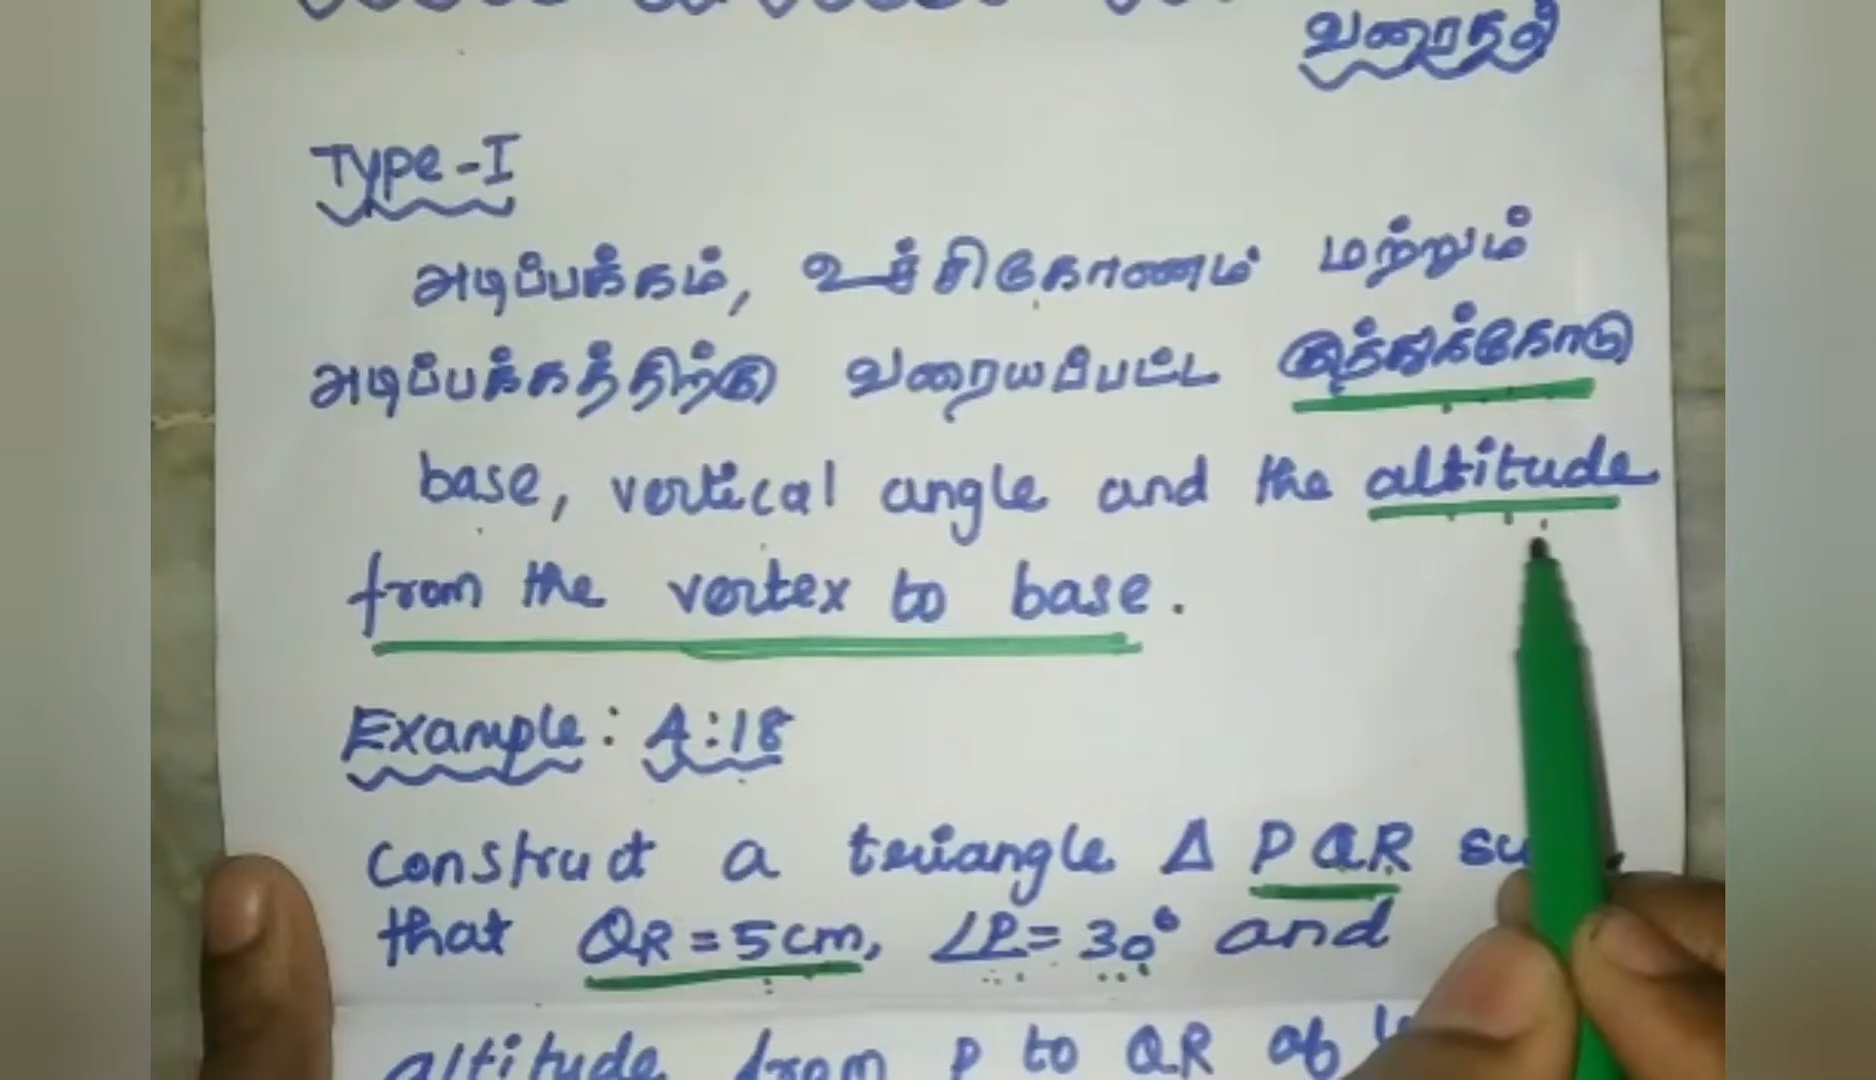 வரைதல்
Type-I
அடிப்பக்கம், உச்சிகோணம் மற்றும்
அடிப்பக்கத்திற்கு வரையப்பட்ட குத்துக்கோடு
base, vertical angle and the altitude
from the vertex to base.
Example: 4:18
Construct a triangle Δ PQR
that QR = 5cm, ∠P = 30° and
altitude from P to QR of